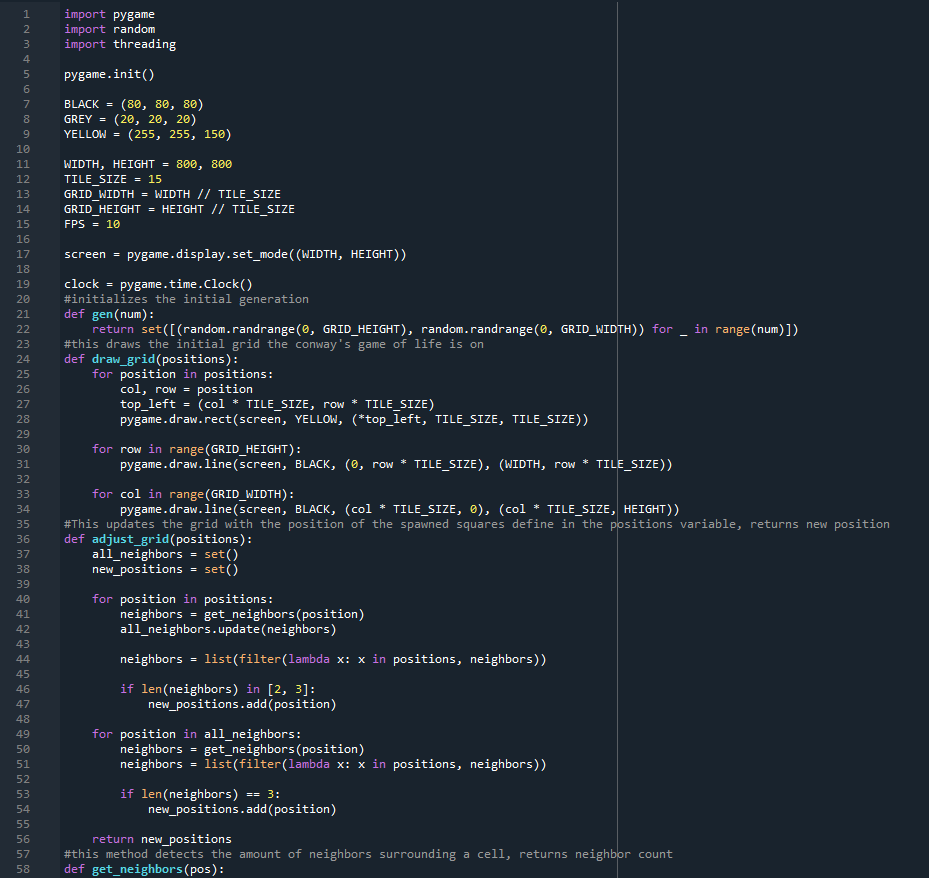 1 import pygame
2 import random
3 import threading
4
5 pygame.init()
6
7 BLACK = (80, 80, 80)
8 GREY = (20, 20, 20)
9 YELLOW = (255, 255, 150)
10
11 WIDTH, HEIGHT = 800, 800
12 TILE_SIZE = 15
13 GRID_WIDTH = WIDTH // TILE_SIZE
14 GRID_HEIGHT = HEIGHT // TILE_SIZE
15 FPS = 10
16
17 screen = pygame.display.set_mode((WIDTH, HEIGHT))
18
19 clock = pygame.time.Clock()
20 #initializes the initial generation
21 def gen(num):
22     return set([(random.randrange(0, GRID_HEIGHT), random.randrange(0, GRID_WIDTH)) for _ in range(num)])
23 #this draws the initial grid the conway's game of life is on
24 def draw_grid(positions):
25     for position in positions:
26         col, row = position
27         top_left = (col * TILE_SIZE, row * TILE_SIZE)
28         pygame.draw.rect(screen, YELLOW, (*top_left, TILE_SIZE, TILE_SIZE))
29
30     for row in range(GRID_HEIGHT):
31         pygame.draw.line(screen, BLACK, (0, row * TILE_SIZE), (WIDTH, row * TILE_SIZE))
32
33     for col in range(GRID_WIDTH):
34         pygame.draw.line(screen, BLACK, (col * TILE_SIZE, 0), (col * TILE_SIZE, HEIGHT))
35 #This updates the grid with the position of the spawned squares define in the positions variable, returns new position
36 def adjust_grid(positions):
37     all_neighbors = set()
38     new_positions = set()
39
40     for position in positions:
41         neighbors = get_neighbors(position)
42         all_neighbors.update(neighbors)
43
44         neighbors = list(filter(lambda x: x in positions, neighbors))
45
46         if len(neighbors) in [2, 3]:
47             new_positions.add(position)
48
49     for position in all_neighbors:
50         neighbors = get_neighbors(position)
51         neighbors = list(filter(lambda x: x in positions, neighbors))
52
53         if len(neighbors) == 3:
54             new_positions.add(position)
55
56     return new_positions
57 #this method detects the amount of neighbors surrounding a cell, returns neighbor count
58 def get_neighbors(pos):